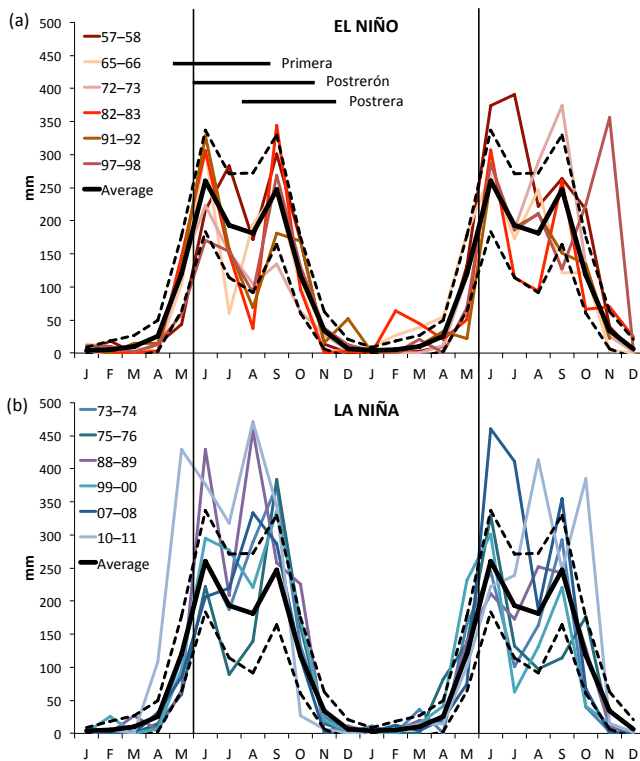 (a)
EL NIÑO
500
450
400
350
300
250
200
150
100
50
0
mm
57–58
65–66
72–73
82–83
91–92
97–98
Average
Primera
Postrerón
Postrera
J F M A M J J A S O N D J F M A M J J A S O N D
(b)
LA NIÑA
500
450
400
350
300
250
200
150
100
50
0
mm
73–74
75–76
88–89
99–00
07–08
10–11
Average
J F M A M J J A S O N D J F M A M J J A S O N D